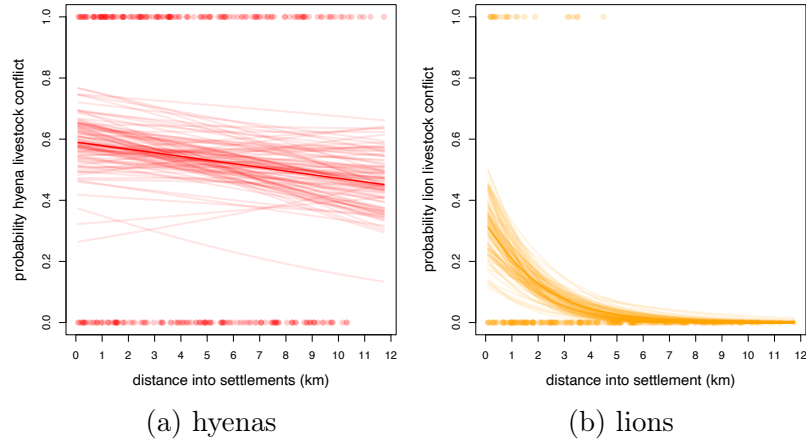 probability hyena livestock conflict
1.0
0.8
0.6
0.4
0.2
0.0
0 1 2 3 4 5 6 7 8 9 10 11 12
distance into settlements (km)
(a) hyenas
probability lion livestock conflict
1.0
0.8
0.6
0.4
0.2
0.0
0 1 2 3 4 5 6 7 8 9 10 11 12
distance into settlement (km)
(b) lions